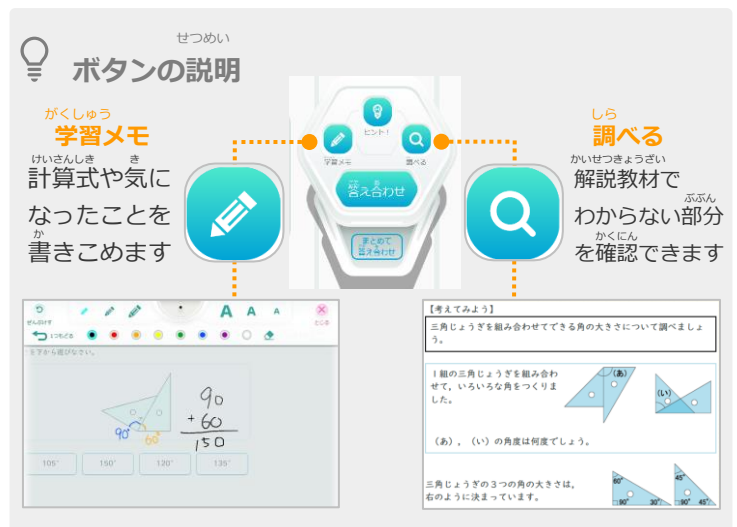 せつめい
ボタンの説明
がくしゅう
学習メモ
けいさんしき き
計算式や気に
なったことを
か
書きこめます
ヒント！
学習メモ
調べる
答え合わせ
まとめて
答え合わせ
しら
調べる
かいせつきょうざい
解説教材で
ぶぶん
わからない部分
かくにん
を確認できます
ぜんぶけす
1つもどる
A A A
とじる
を下から選びなさい。
90
+ 60
150
90° 60°
105° 150° 120° 135°
【考えてみよう】
三角じょうぎを組み合わせてできる角の大きさについて調べましょ
う。
1組の三角じょうぎを組み合わ
せて，いろいろな角をつくりま
した。
(あ)
(い)
（あ），（い）の角度は何度でしょう。
三角じょうぎの3つの角の大きさは，
右のように決まっています。
60° 90° 30°
45° 90° 45°